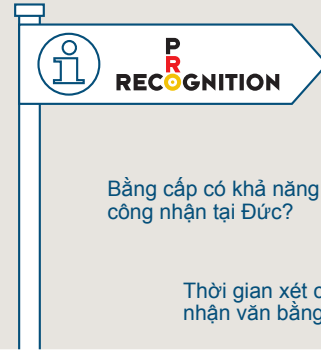 P
R
RECOGNITION
Bằng cấp có khả năng
công nhận tại Đức?
Thời gian xét
nhận văn bằng